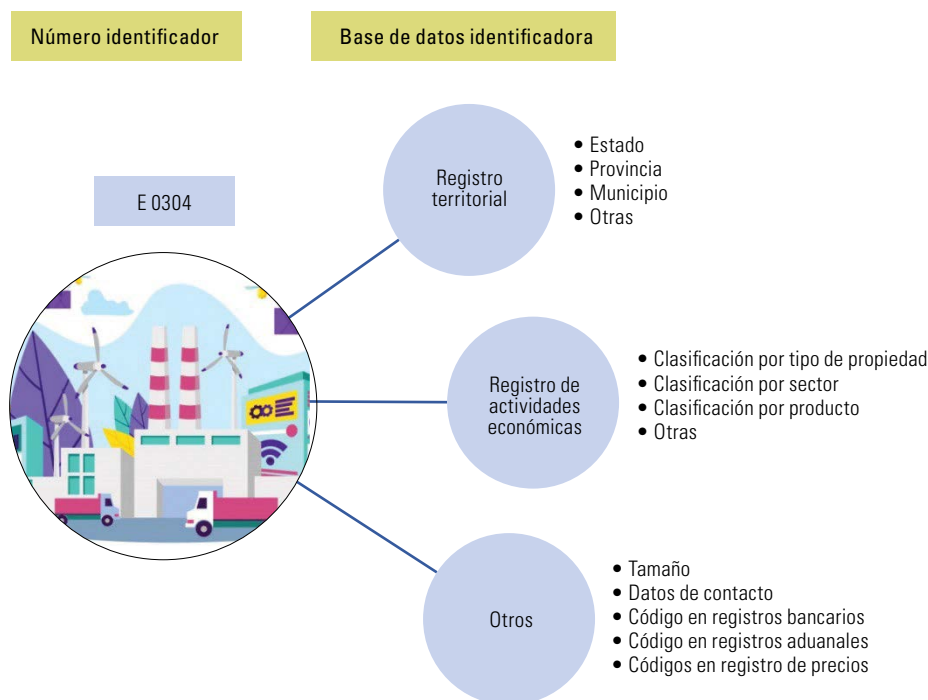 Número identificador
Base de datos identificadora
E 0304
Registro
territorial
• Estado
• Provincia
• Municipio
• Otras
Registro de
actividades
económicas
• Clasificación por tipo de propiedad
• Clasificación por sector
• Clasificación por producto
• Otras
Otros
• Tamaño
• Datos de contacto
• Código en registros bancarios
• Código en registros aduanales
• Códigos en registro de precios